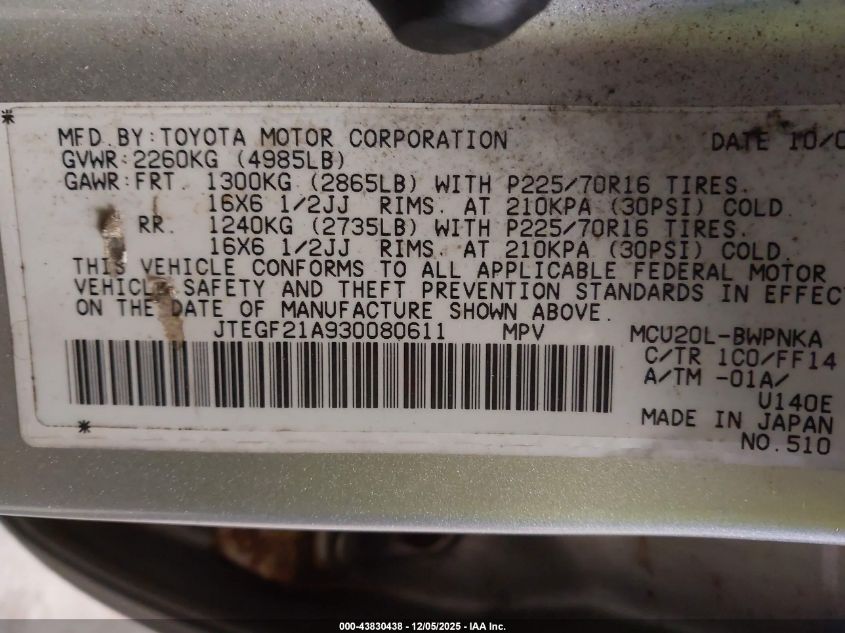 MFD. BY: TOYOTA MOTOR CORPORATION DATE 10/0
GVWR: 2260KG (4985LB)
GAWR: FRT. 1300KG (2865LB) WITH P225/70R16 TIRES.
16X6 1/2JJ RIMS. AT 210KPA (30PSI) COLD.
RR. 1240KG (2735LB) WITH P225/70R16 TIRES.
16X6 1/2JJ RIMS. AT 210KPA (30PSI) COLD.
THIS VEHICLE CONFORMS TO ALL APPLICABLE FEDERAL MOTOR
VEHICLE SAFETY AND THEFT PREVENTION STANDARDS IN EFFEC
ON THE DATE OF MANUFACTURE SHOWN ABOVE.
JTEGF21A930080611 MPV MCU20L-BWPNKA
C/TR 1C0/FF14
A/TM -01A/
U140E
MADE IN JAPAN
NO. 510
000-43830438 - 12/05/2025 - IAA Inc.